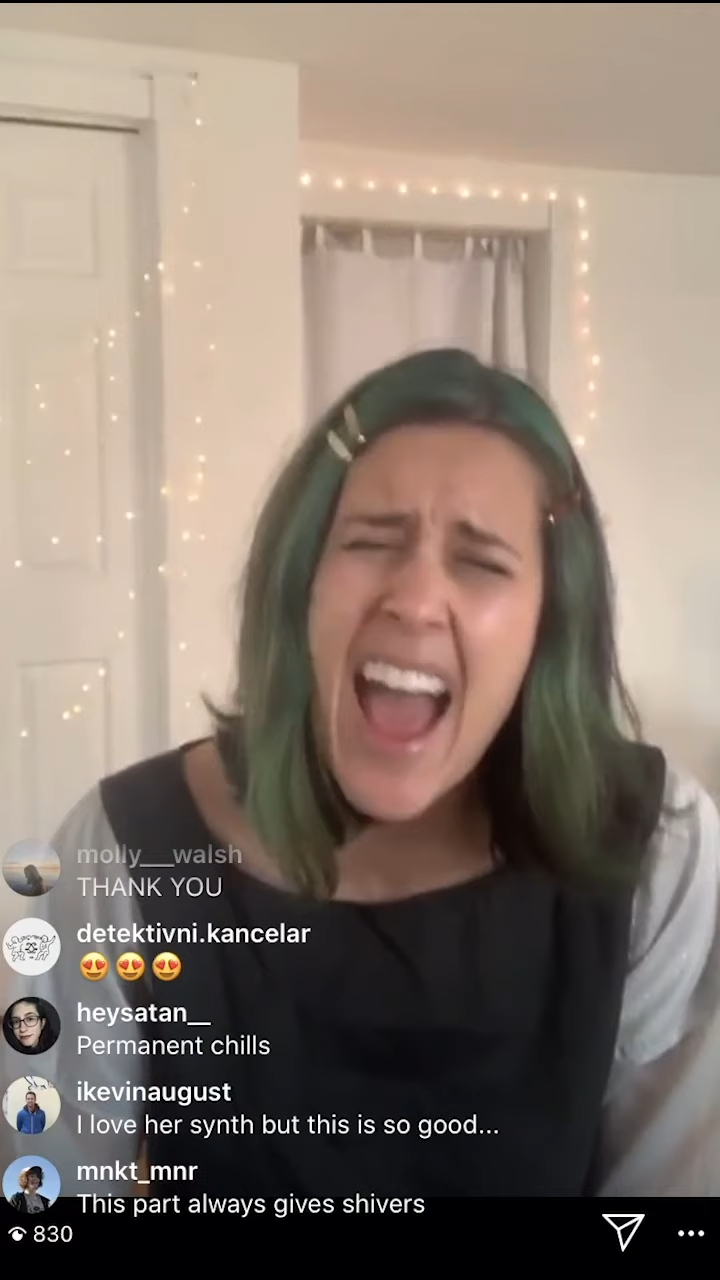 molly___walsh
THANK YOU
detektivni.kancelar
😍😍😍
heysatan__
Permanent chills
ikevinaugust
I love her synth but this is so good...
mnkt_mnr
This part always gives shivers
830